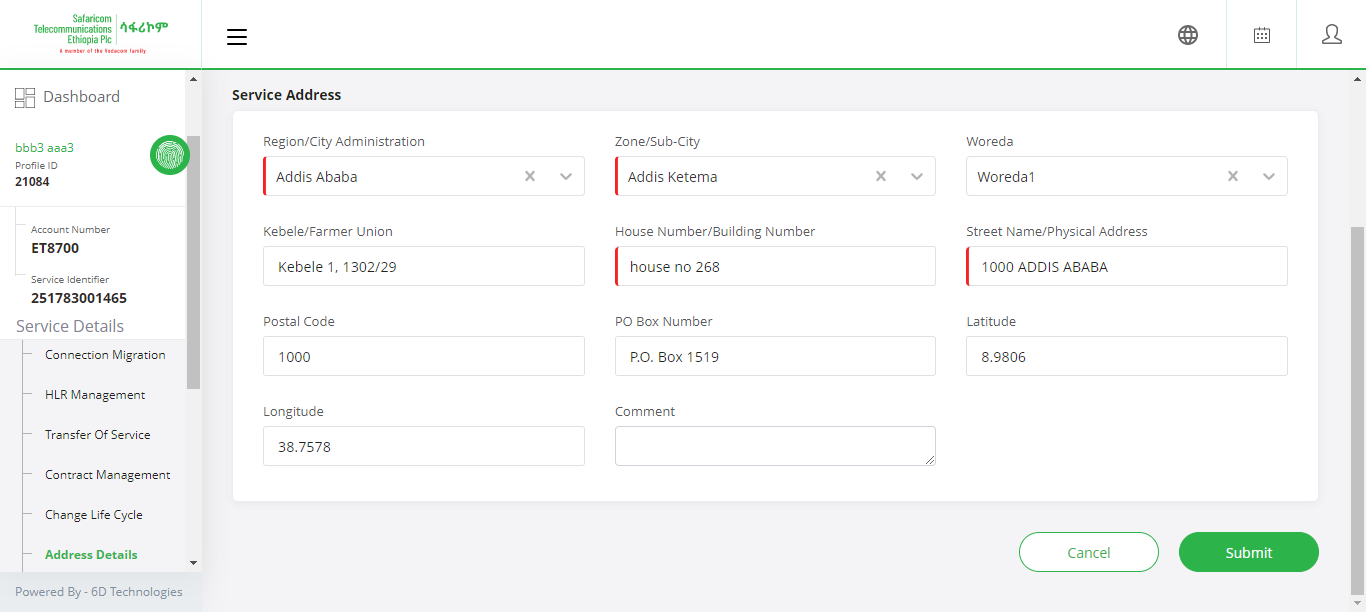 Safaricom
Telecommunications
Ethiopia Plc
ሳፋሪኮም
A member of the Vodacom family
Dashboard
bbb3 aaa3
Profile ID
21084
Account Number
ET8700
Service Identifier
251783001465
Service Details
Connection Migration
HLR Management
Transfer Of Service
Contract Management
Change Life Cycle
Address Details
Powered By - 6D Technologies
Service Address
Region/City Administration
Addis Ababa
Zone/Sub-City
Addis Ketema
Woreda
Woreda1
Kebele/Farmer Union
Kebele 1, 1302/29
House Number/Building Number
house no 268
Street Name/Physical Address
1000 ADDIS ABABA
Postal Code
1000
PO Box Number
P.O. Box 1519
Latitude
8.9806
Longitude
38.7578
Comment
Cancel
Submit